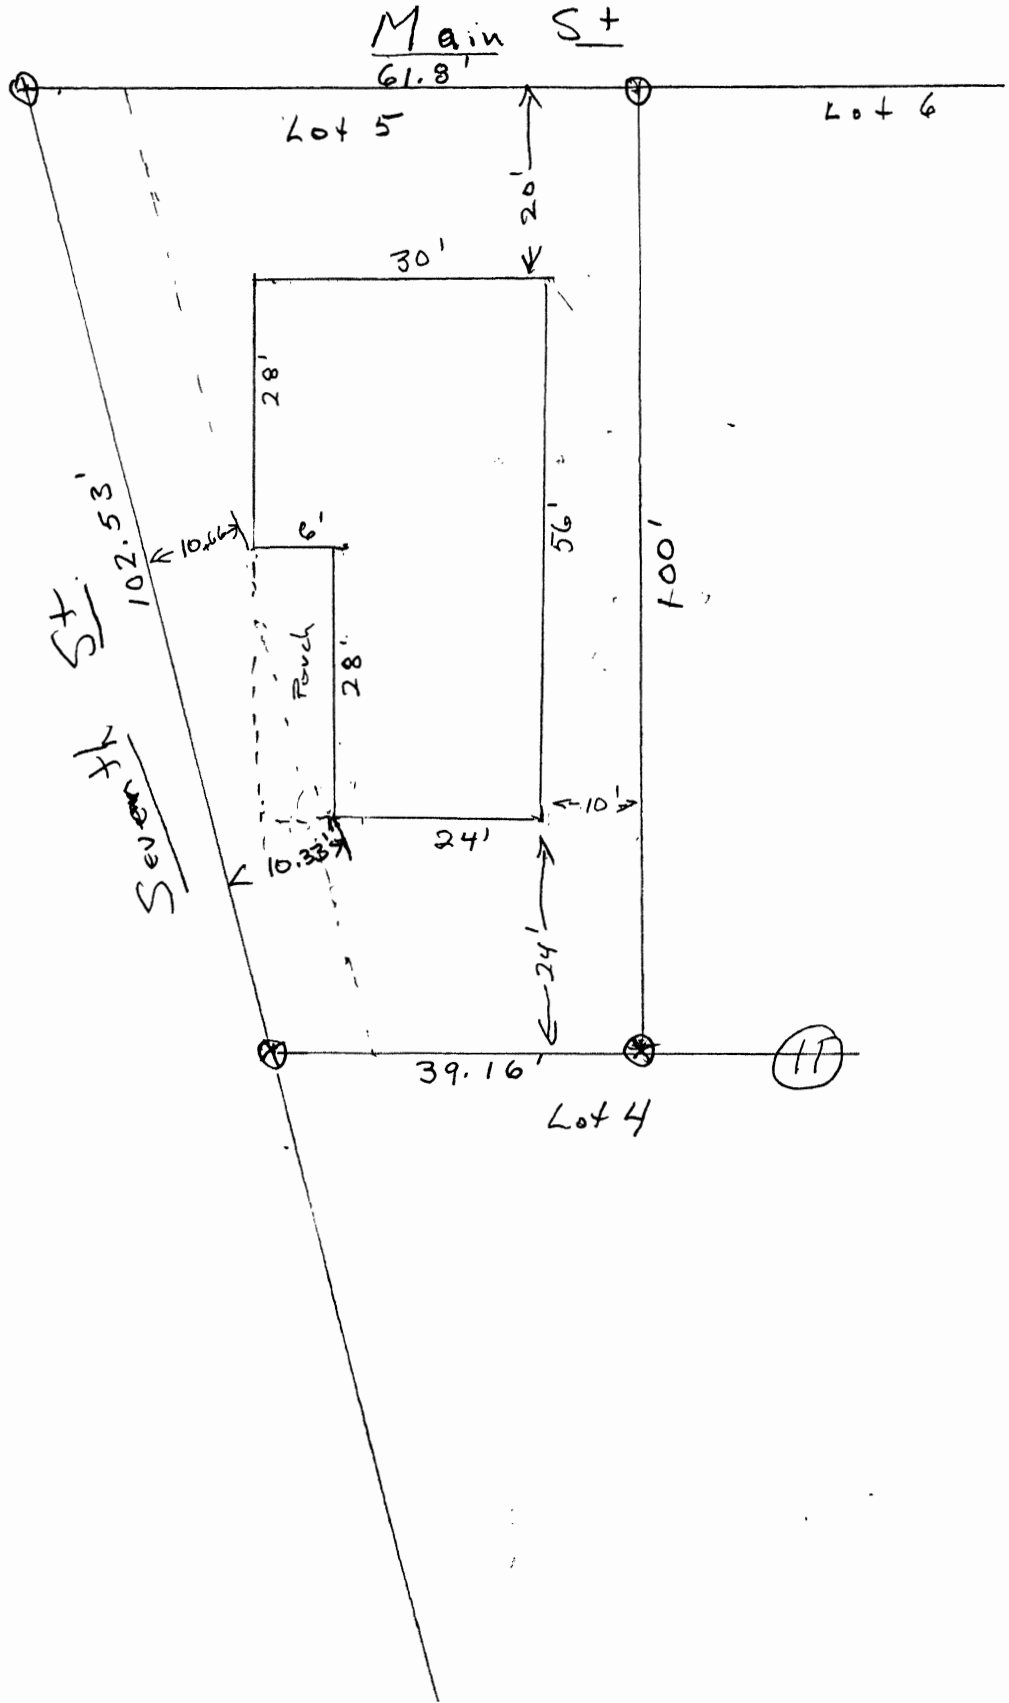 Main St
61.8'
Lot 5
Lot 6
20'
30'
28'
102.53'
10.66
6'
56'
100'
St.
Seventh
Porch
28'
10'
24'
10.33'
24'
39.16'
11
Lot 4